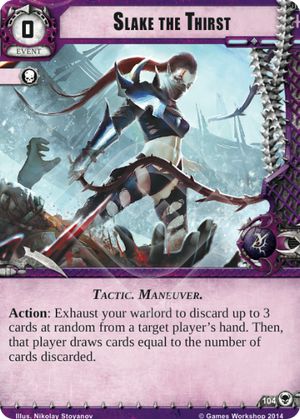 0
EVENT
SLAKE THE THIRST
TACTIC. MANEUVER.
Action: Exhaust your warlord to discard up to 3
cards at random from a target player's hand. Then,
that player draws cards equal to the number of
cards discarded.
104
Illus. Nikolay Stoyanov
© Games Workshop 2014